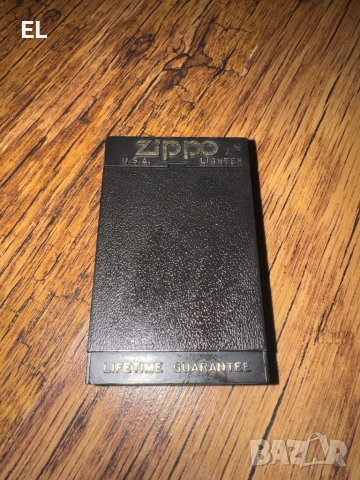 EL
zippo
U.S.A. LIGHTER
LIFETIME GUARANTEE
BAZAR